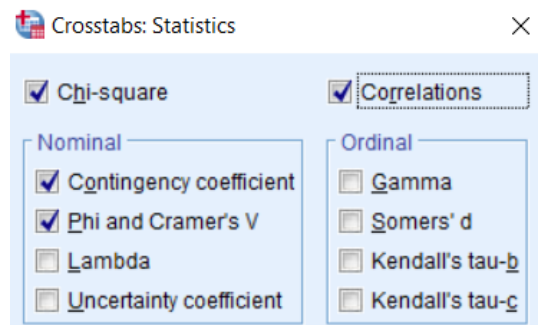 Crosstabs: Statistics
Chi-square
Correlations
Nominal
Contingency coefficient
Phi and Cramer's V
Lambda
Uncertainty coefficient
Ordinal
Gamma
Somers' d
Kendall's tau-b
Kendall's tau-c